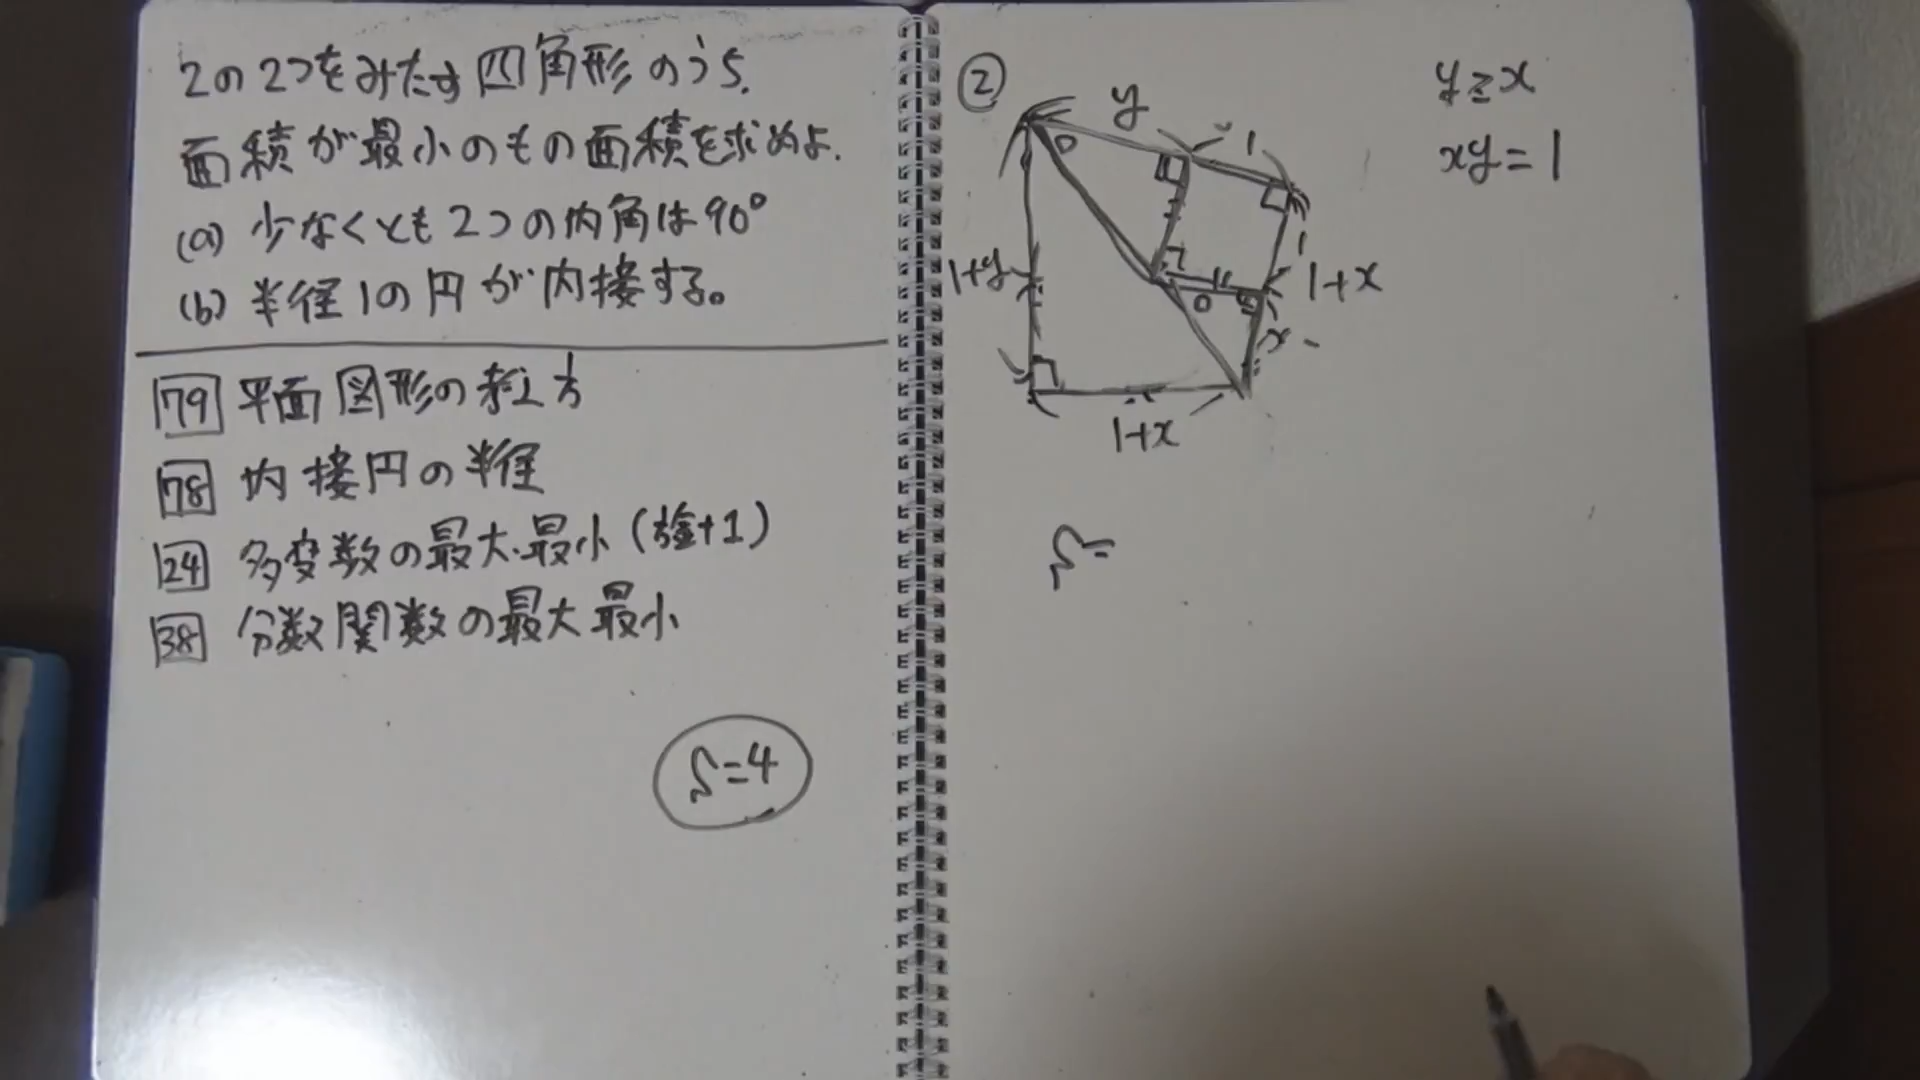 次の2つをみたす四角形のうち、
面積が最小のもの面積を求めよ.
(a) 少なくとも2つの内角は90°
(b) 半径1の円が内接する。
79 平面図形の
78 内接円の半径
24 多変数の最大・最小
38 分数関数の最大最小
S=4
②
y
1
y≧x
xy=1
1+y
1
1+x
x
1+x
S=